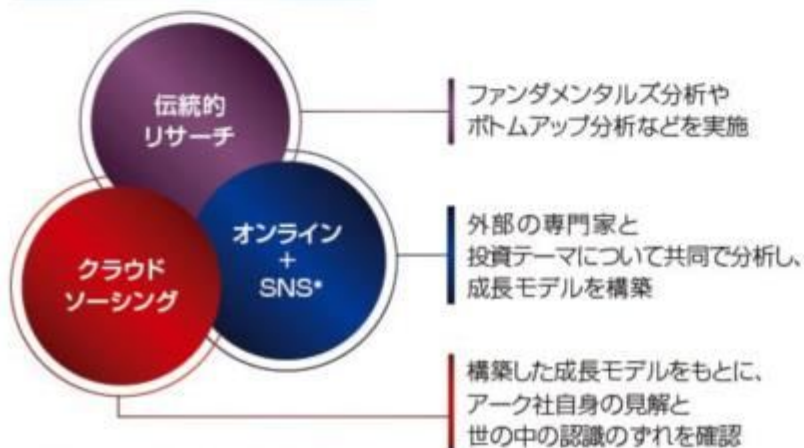 伝統的
リサーチ
ファンダメンタルズ分析や
ボトムアップ分析などを実施
オンライン
+
SNS*
外部の専門家と
投資テーマについて共同で分析し、
成長モデルを構築
クラウド
ソーシング
構築した成長モデルをもとに、
アーク社自身の見解と
世の中の認識のずれを確認